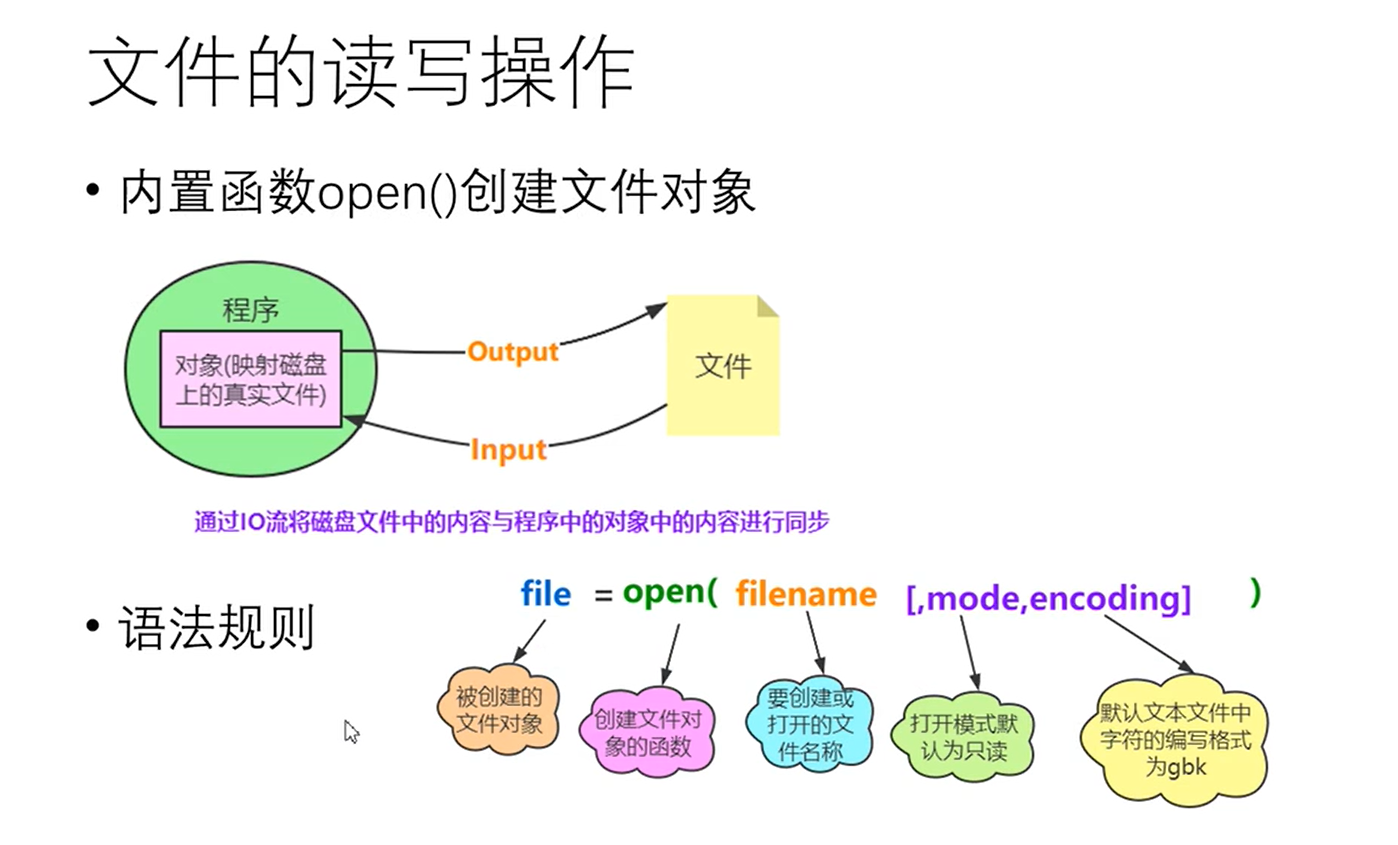 文件的读写操作
• 内置函数open()创建文件对象
程序
对象(映射磁盘
上的真实文件)
Output
文件
Input
通过IO流将磁盘文件中的内容与程序中的对象中的内容进行同步
• 语法规则
file = open( filename [,mode,encoding] )
被创建的
文件对象
创建文件对
象的函数
要创建或
打开的文
件名称
打开模式默
认为只读
默认文本文件中
字符的编写格式
为gbk